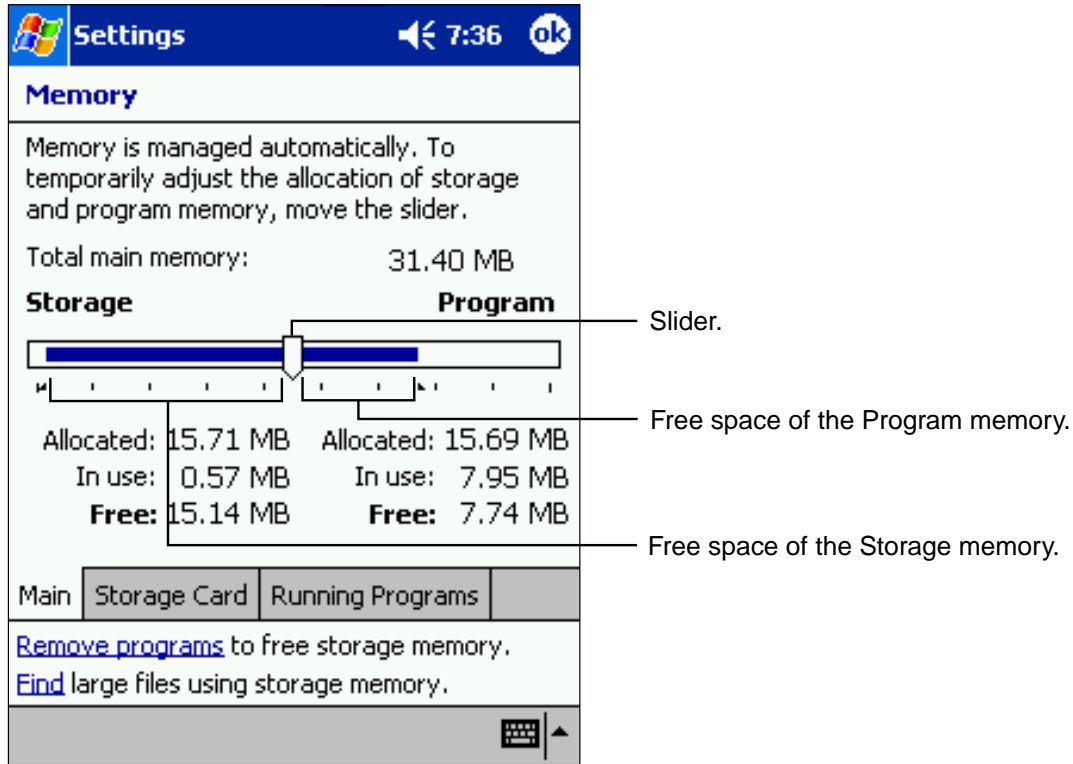 Settings 7:36 ok
Memory
Memory is managed automatically. To
temporarily adjust the allocation of storage
and program memory, move the slider.
Total main memory: 31.40 MB
Storage Program
Slider.
Free space of the Program memory.
Allocated: 15.71 MB Allocated: 15.69 MB
In use: 0.57 MB In use: 7.95 MB
Free: 15.14 MB Free: 7.74 MB
Free space of the Storage memory.
Main Storage Card Running Programs
Remove programs to free storage memory.
Find large files using storage memory.